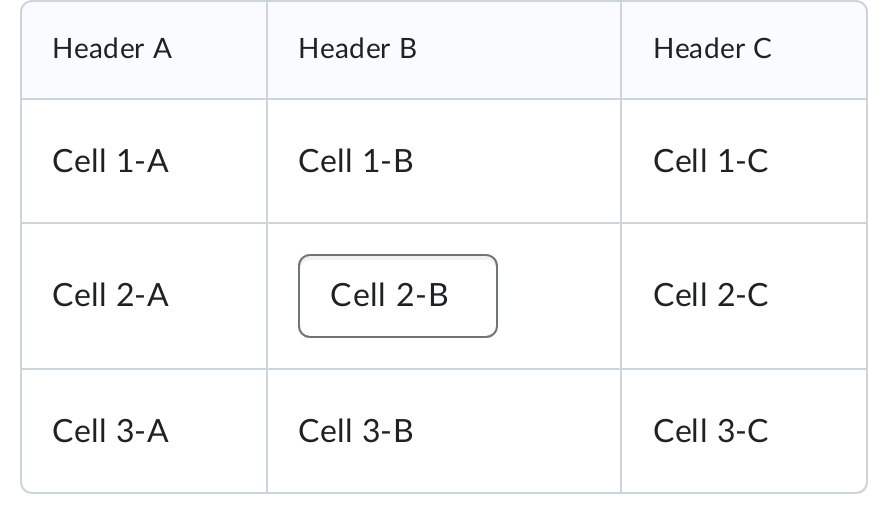 Header A Header B Header C
Cell 1-A Cell 1-B Cell 1-C
Cell 2-A Cell 2-B Cell 2-C
Cell 3-A Cell 3-B Cell 3-C